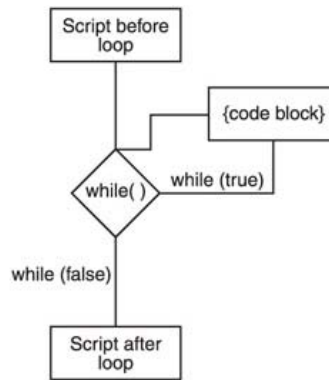 Script before
loop
{code block}
while( )
while (true)
while (false)
Script after
loop